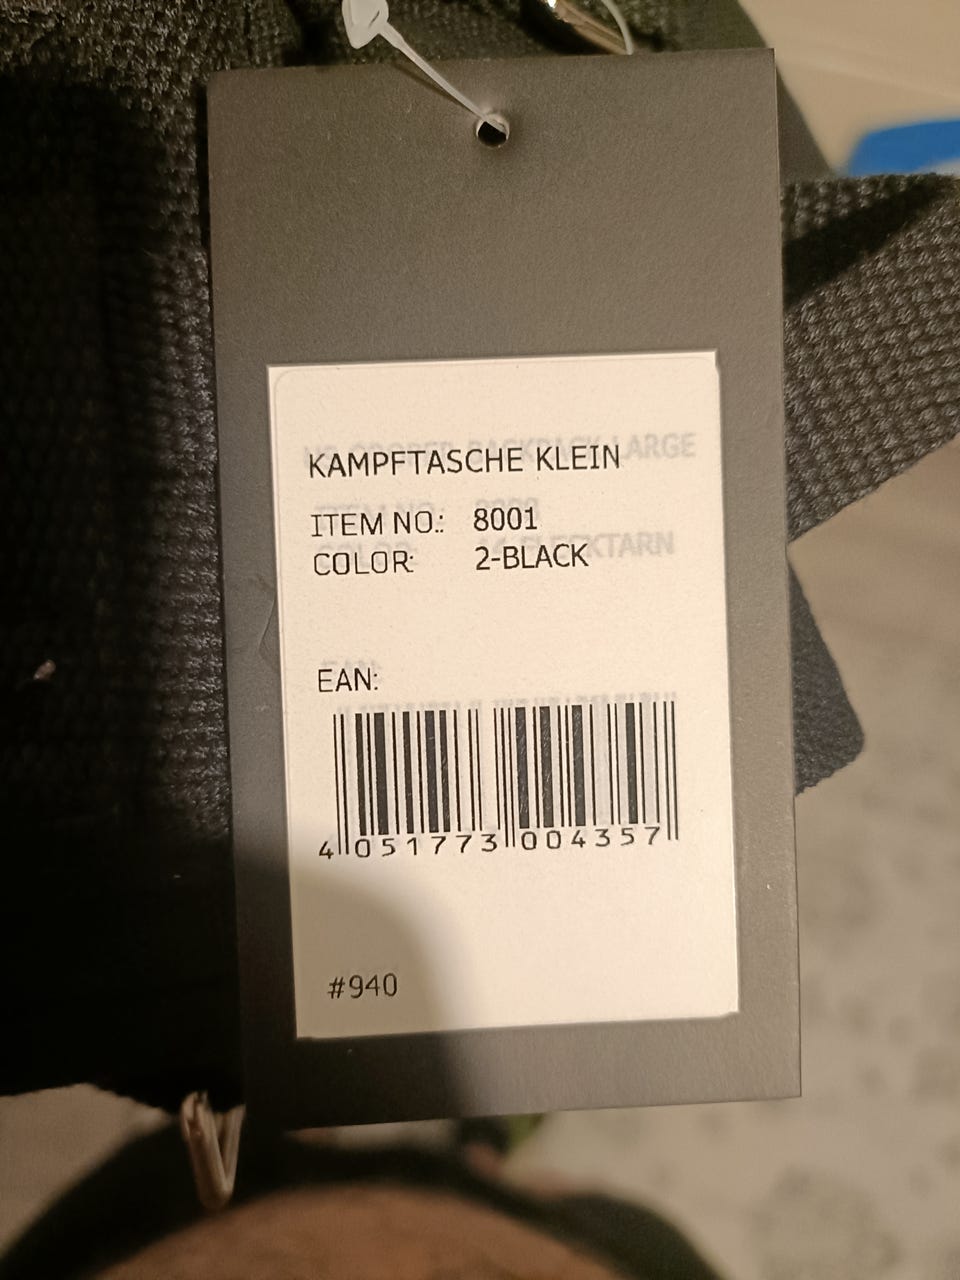 KAMPFTASCHE KLEIN
ITEM NO.: 8001
COLOR: 2-BLACK
EAN:
4 051773 004357
#940